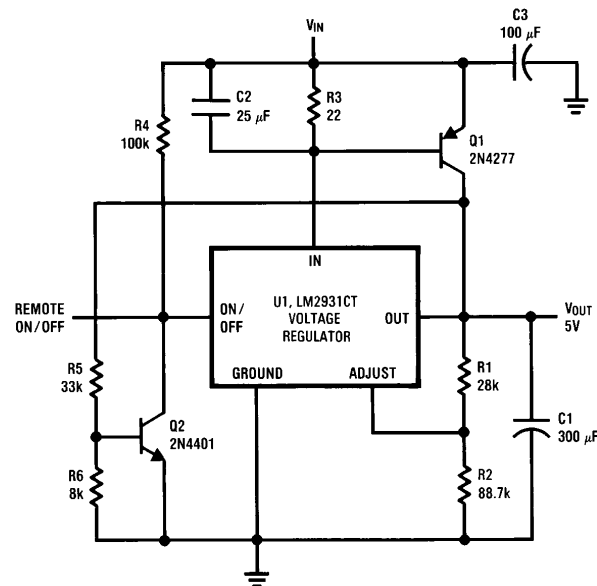 C3
100 μF
VIN
C2
25 μF
R3
22
R4
100k
Q1
2N4277
IN
U1, LM2931CT
VOLTAGE
REGULATOR
REMOTE
ON/OFF
ON/
OFF
OUT
VOUT
5V
GROUND
ADJUST
R5
33k
R1
28k
Q2
2N4401
C1
300 μF
R6
8k
R2
88.7k